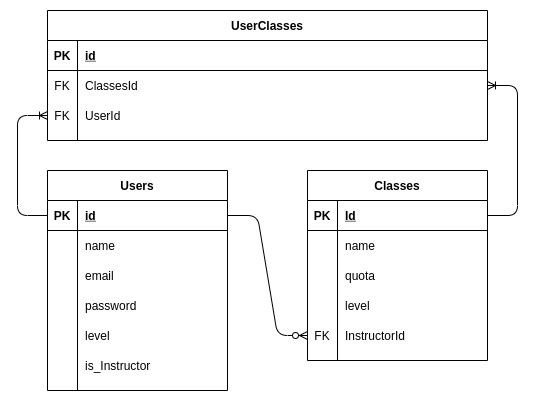 UserClasses
PK id
FK ClassesId
FK UserId
Users
PK id
name
email
password
level
is_Instructor
Classes
PK Id
name
quota
level
FK InstructorId